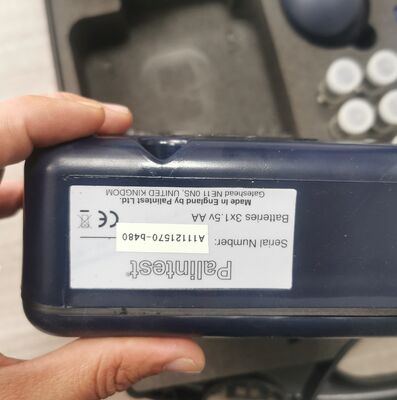 Palintest®
Serial Number: A11121570-b480
Batteries 3x1.5v AA
CE
Made in England by Palintest Ltd.
Gateshead NE11 0NS, UNITED KINGDOM